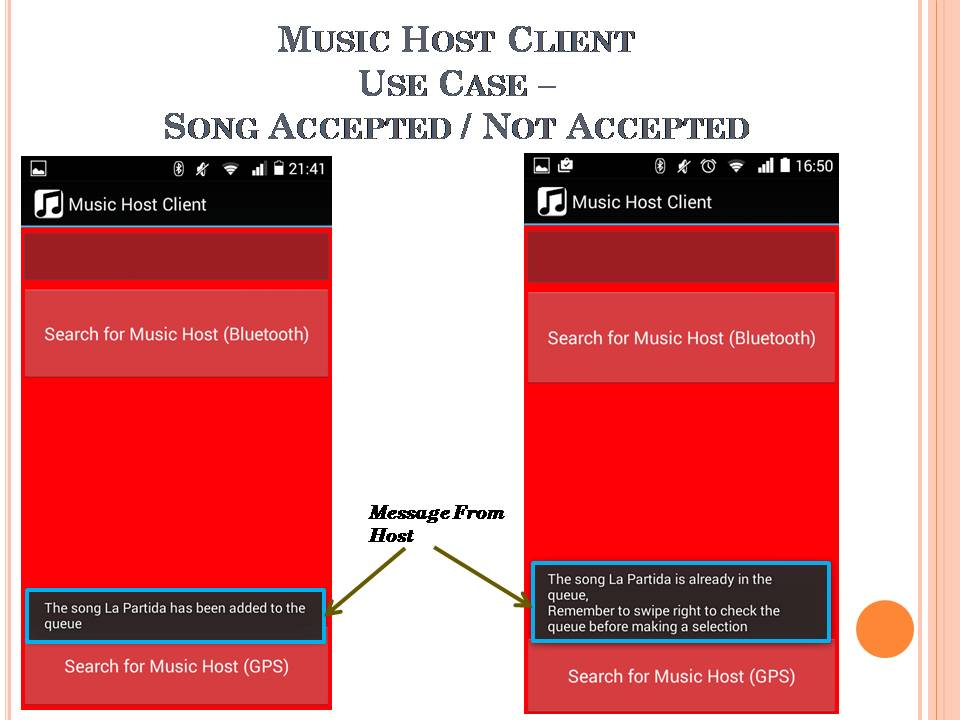 MUSIC HOST CLIENT
USE CASE –
SONG ACCEPTED / NOT ACCEPTED
21:41
Music Host Client
Search for Music Host (Bluetooth)
The song La Partida has been added to the
queue
Search for Music Host (GPS)
Message From
Host
16:50
Music Host Client
Search for Music Host (Bluetooth)
The song La Partida is already in the
queue,
Remember to swipe right to check the
queue before making a selection
Search for Music Host (GPS)